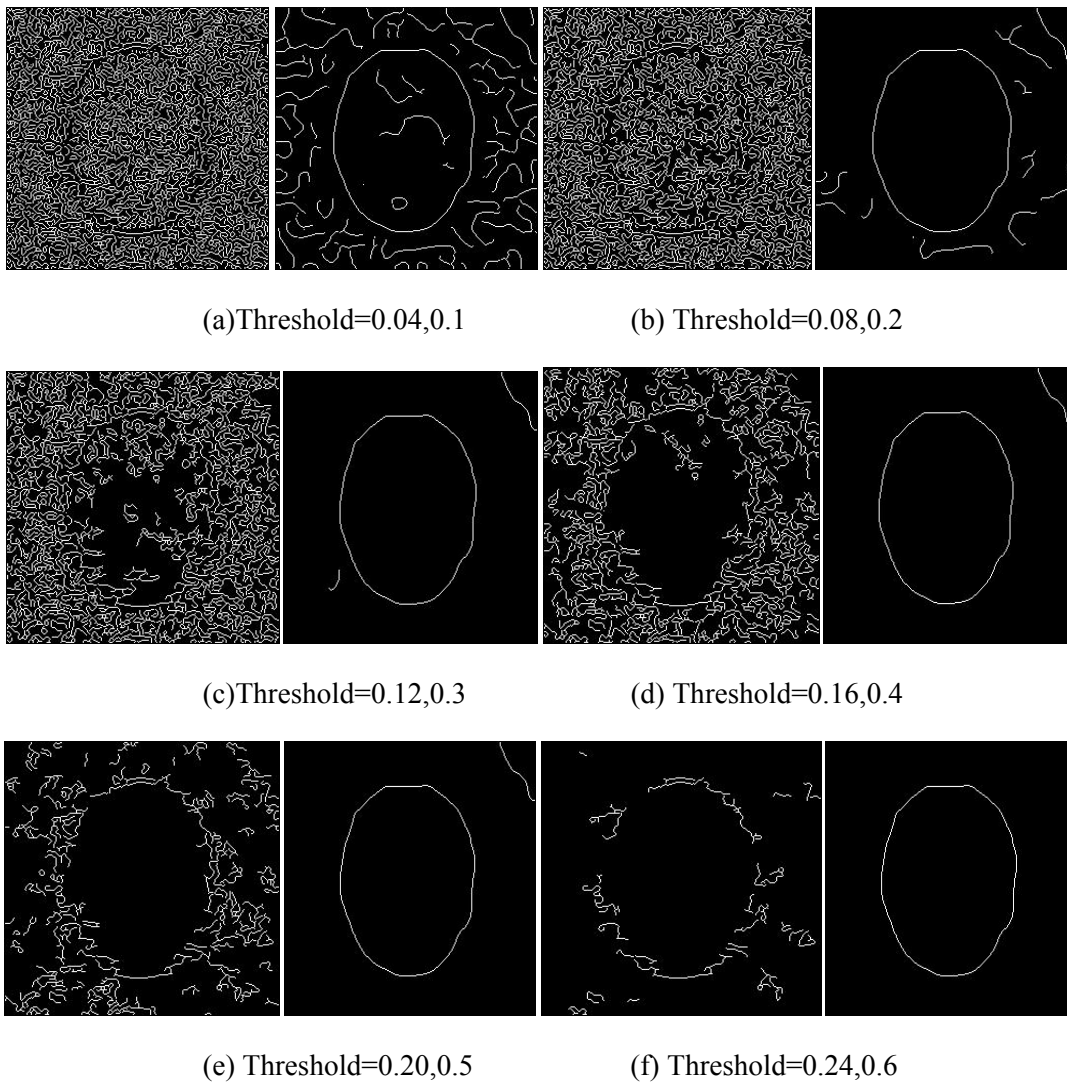 (a)Threshold=0.04,0.1
(b) Threshold=0.08,0.2
(c)Threshold=0.12,0.3
(d) Threshold=0.16,0.4
(e) Threshold=0.20,0.5
(f) Threshold=0.24,0.6